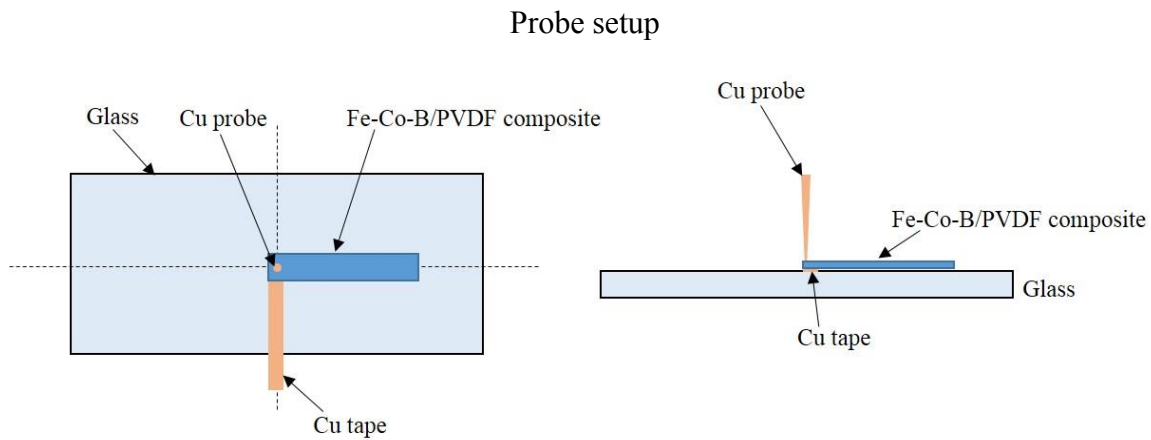 Probe setup
Glass
Cu probe
Fe-Co-B/PVDF composite
Cu tape
Cu probe
Fe-Co-B/PVDF composite
Glass
Cu tape